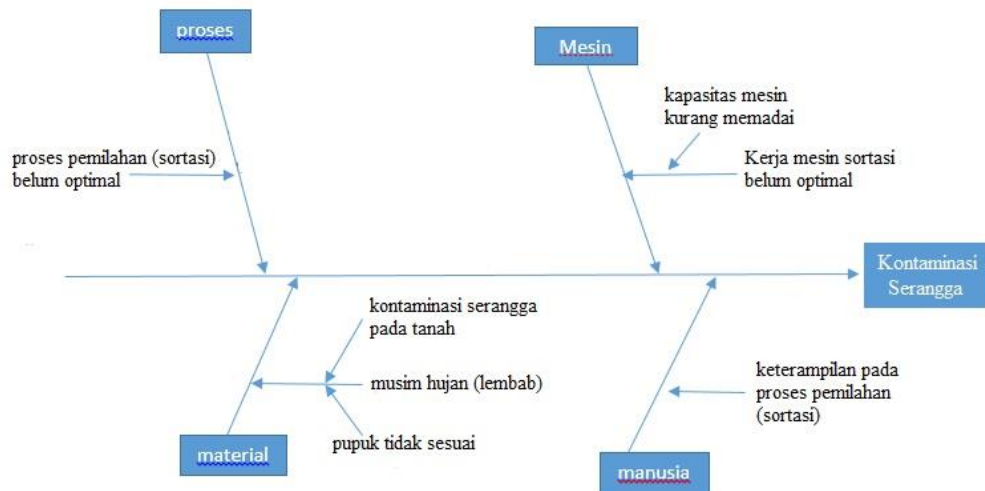 proses
Mesin
kapasitas mesin
kurang memadai
proses pemilahan (sortasi)
belum optimal
Kerja mesin sortasi
belum optimal
Kontaminasi
Serangga
kontaminasi serangga
pada tanah
musim hujan (lembab)
pupuk tidak sesuai
keterampilan pada
proses pemilahan
(sortasi)
material
manusia